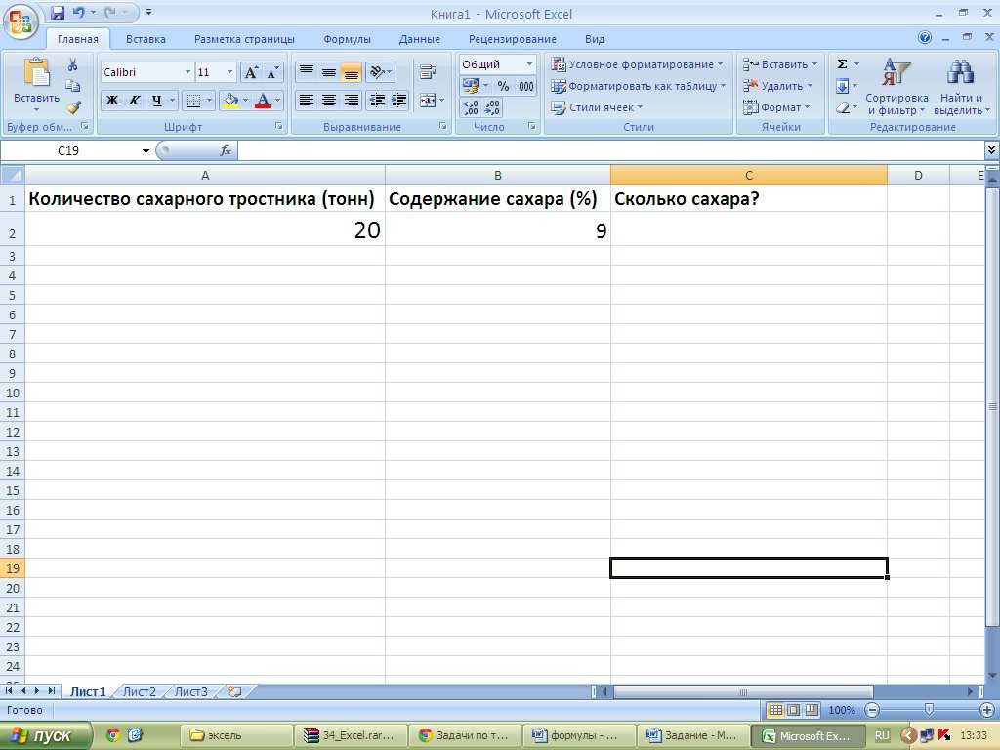 Книга1 - Microsoft Excel
Главная Вставка Разметка страницы Формулы Данные Рецензирование Вид
Вставить
Calibri 11
Ж К Ч
Общий
% 000
Условное форматирование
Форматировать как таблицу
Стили ячеек
Вставить
Удалить
Формат
Σ
Сортировка и фильтр
Найти и выделить
Буфер обм... Шрифт Выравнивание Число Стили Ячейки Редактирование
C19 fx
A B C D E
1 Количество сахарного тростника (тонн) Содержание сахара (%) Сколько сахара?
2 20 9
3
4
5
6
7
8
9
10
11
12
13
14
15
16
17
18
19
20
21
22
23
24
Лист1 Лист2 Лист3
Готово 100%
пуск эксель 34_Excel.rar... Задачи по т... формулы - ... Задание - M... Microsoft Ex... RU 13:33